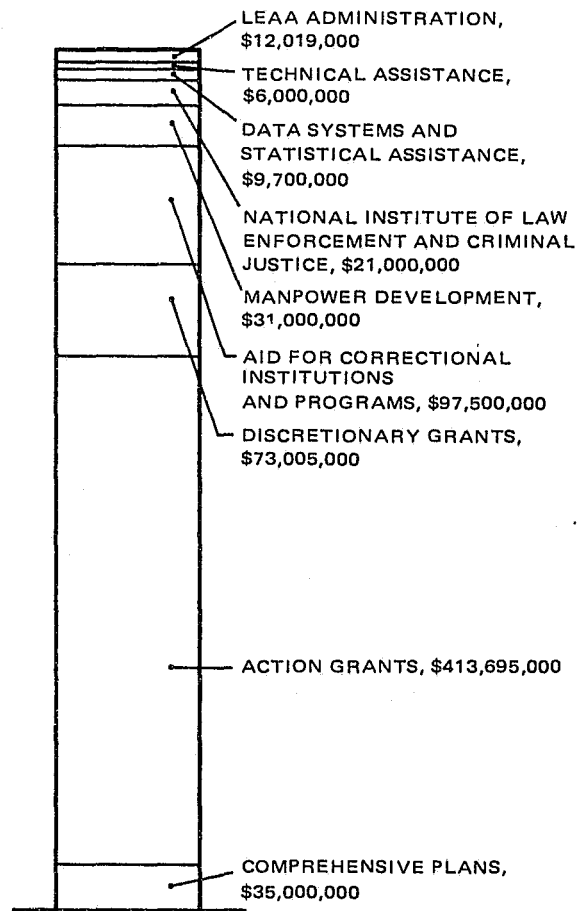 LEAA ADMINISTRATION,
$12,019,000
TECHNICAL ASSISTANCE,
$6,000,000
DATA SYSTEMS AND
STATISTICAL ASSISTANCE,
$9,700,000
NATIONAL INSTITUTE OF LAW
ENFORCEMENT AND CRIMINAL
JUSTICE, $21,000,000
MANPOWER DEVELOPMENT,
$31,000,000
AID FOR CORRECTIONAL
INSTITUTIONS
AND PROGRAMS, $97,500,000
DISCRETIONARY GRANTS,
$73,005,000
ACTION GRANTS, $413,695,000
COMPREHENSIVE PLANS,
$35,000,000